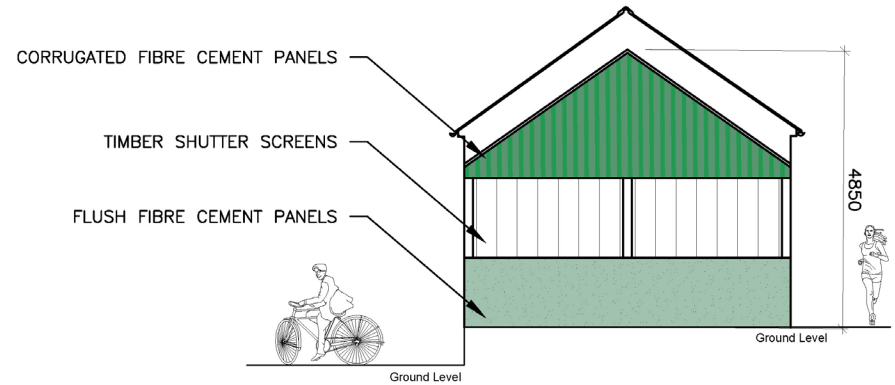 CORRUGATED FIBRE CEMENT PANELS
TIMBER SHUTTER SCREENS
FLUSH FIBRE CEMENT PANELS
4850
Ground Level
Ground Level